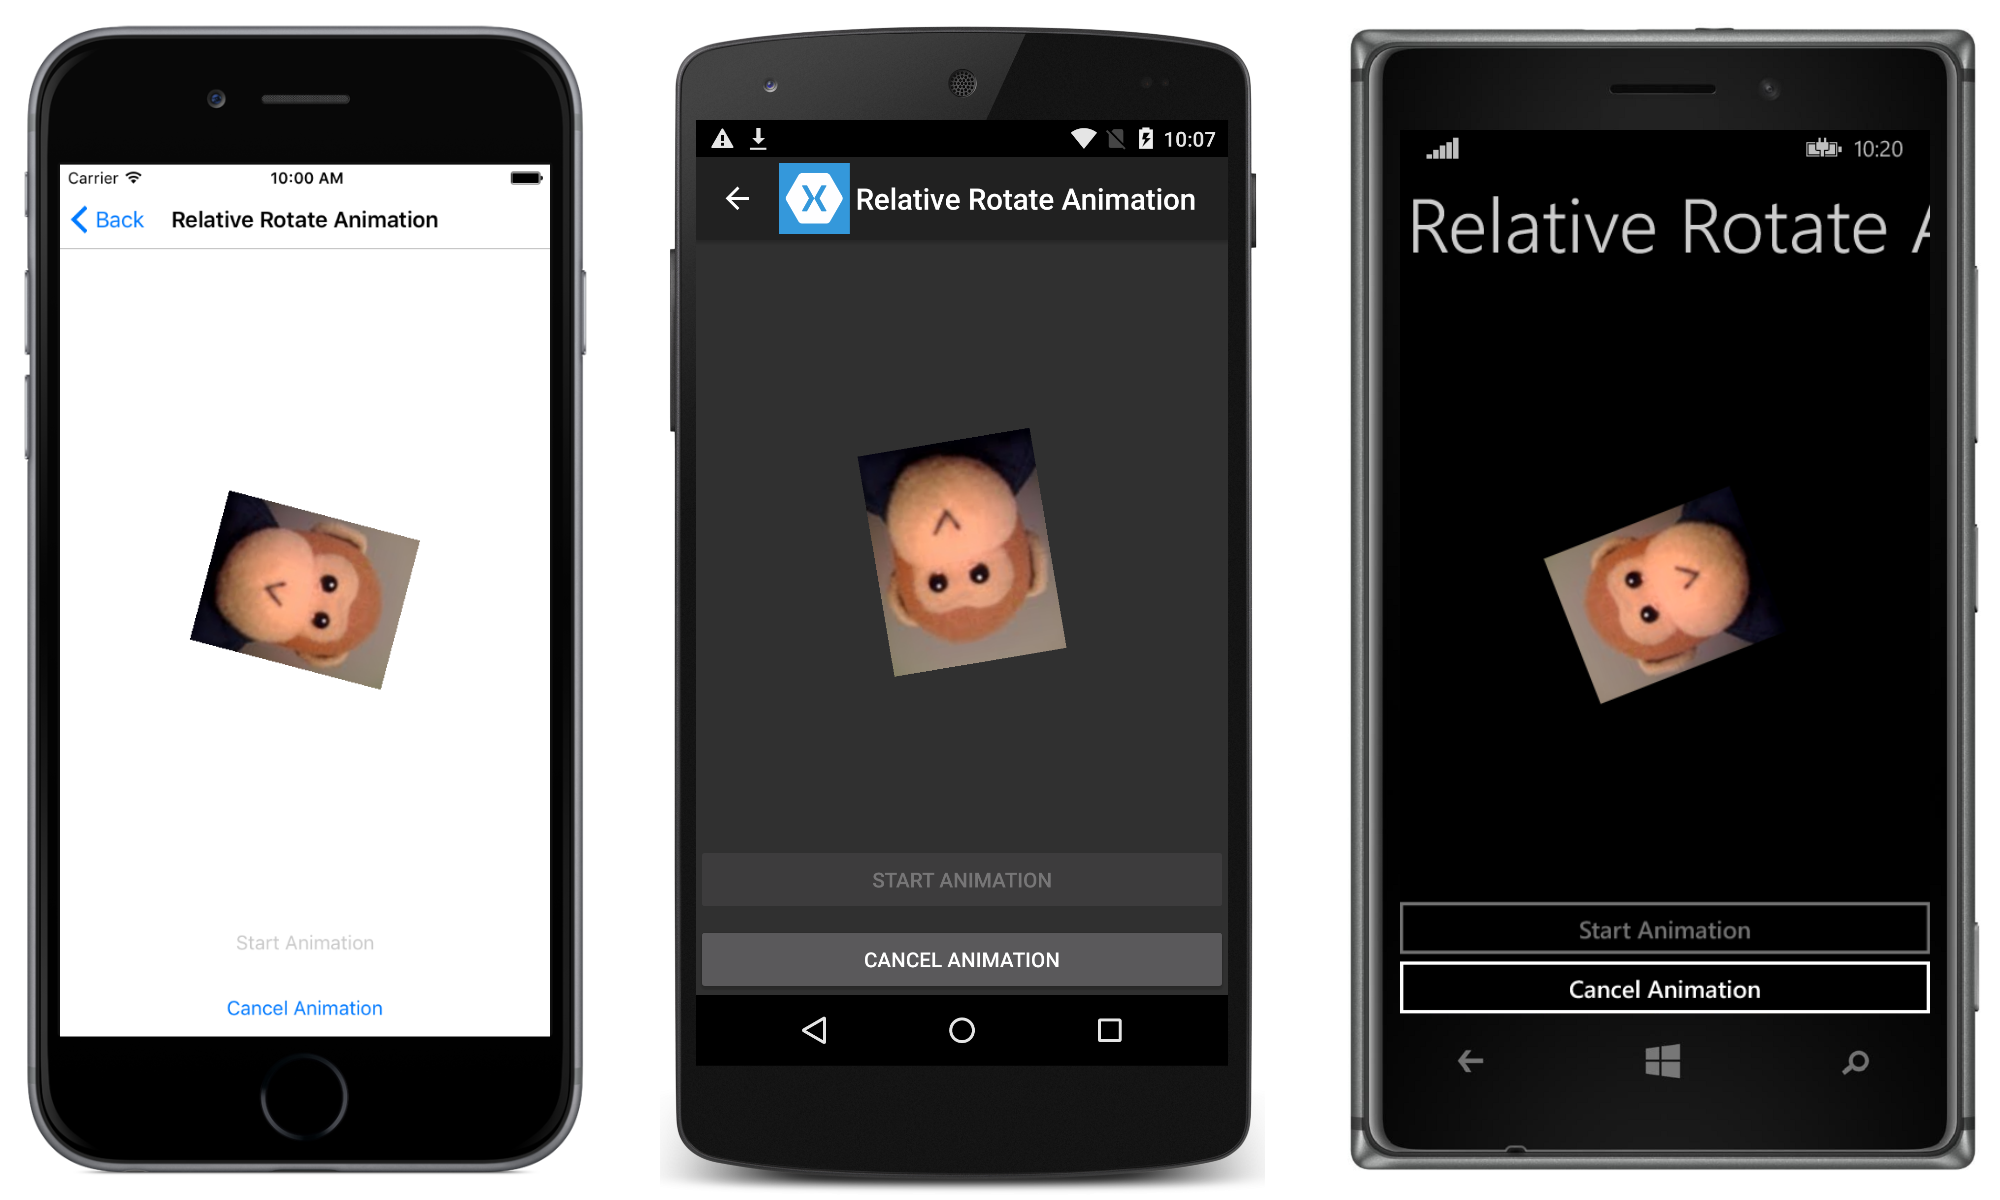 Carrier 10:00 AM
Back Relative Rotate Animation
Start Animation
Cancel Animation
10:07
Relative Rotate Animation
START ANIMATION
CANCEL ANIMATION
10:20
Relative Rotate A
Start Animation
Cancel Animation